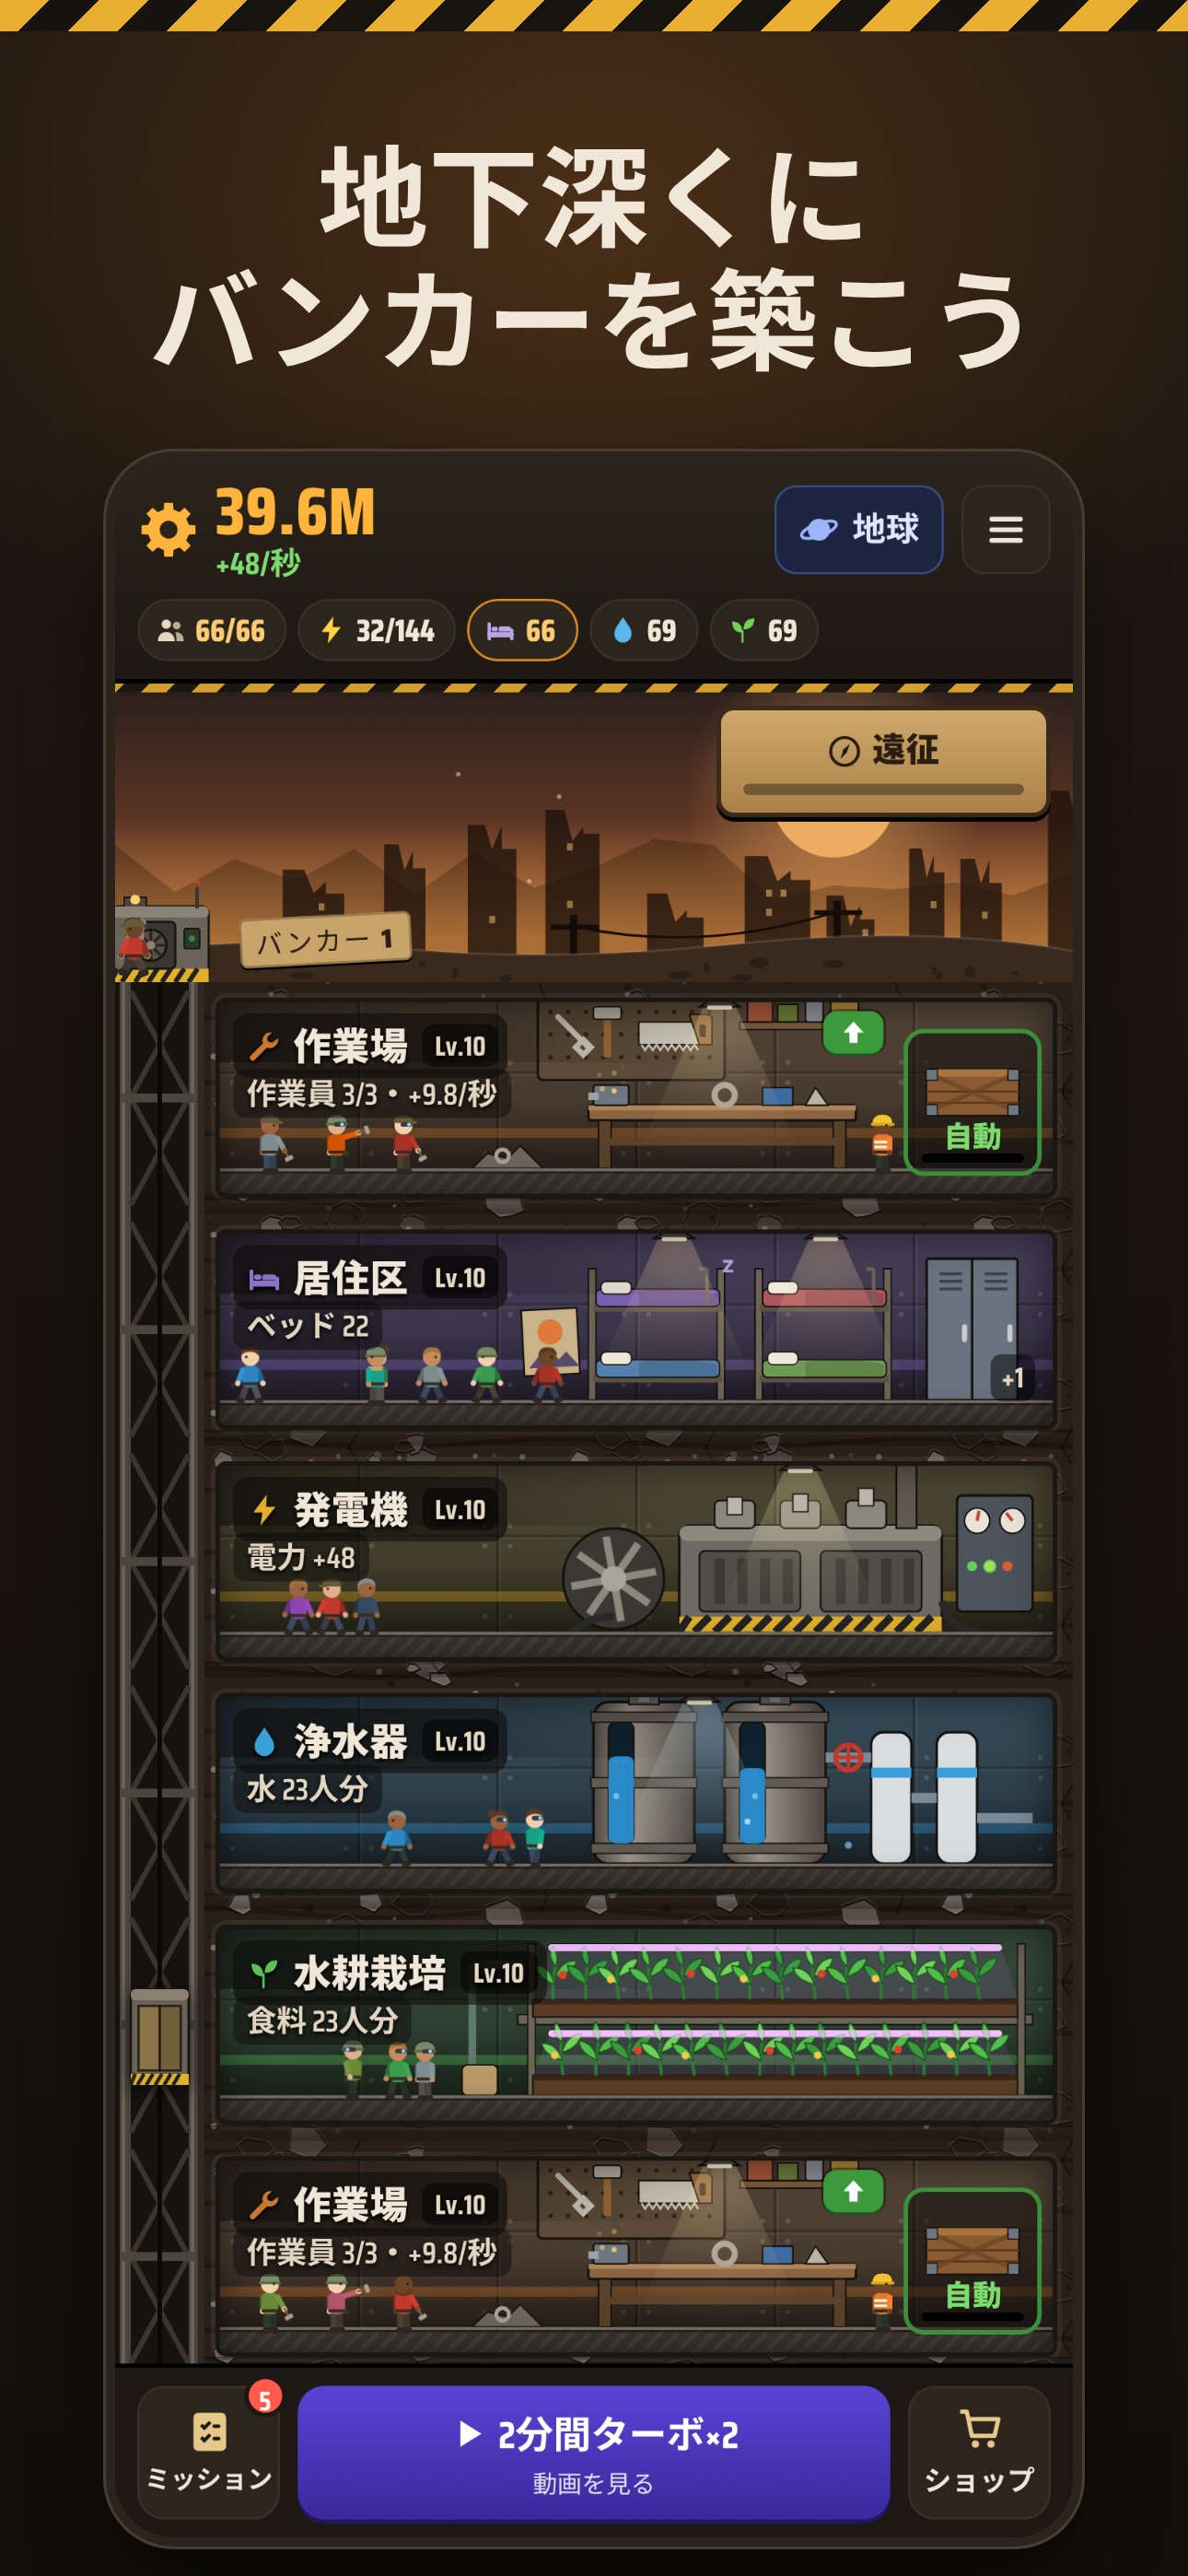 地下深くに
バンカーを築こう
39.6M
+48/秒
地球
66/66
32/144
66
69
69
遠征
バンカー 1
作業場 Lv.10
作業員 3/3・+9.8/秒
自動
居住区 Lv.10
ベッド 22
z
+1
発電機 Lv.10
電力 +48
浄水器 Lv.10
水 23人分
水耕栽培 Lv.10
食料 23人分
作業場 Lv.10
作業員 3/3・+9.8/秒
自動
5
ミッション
2分間ターボ×2
動画を見る
ショップ